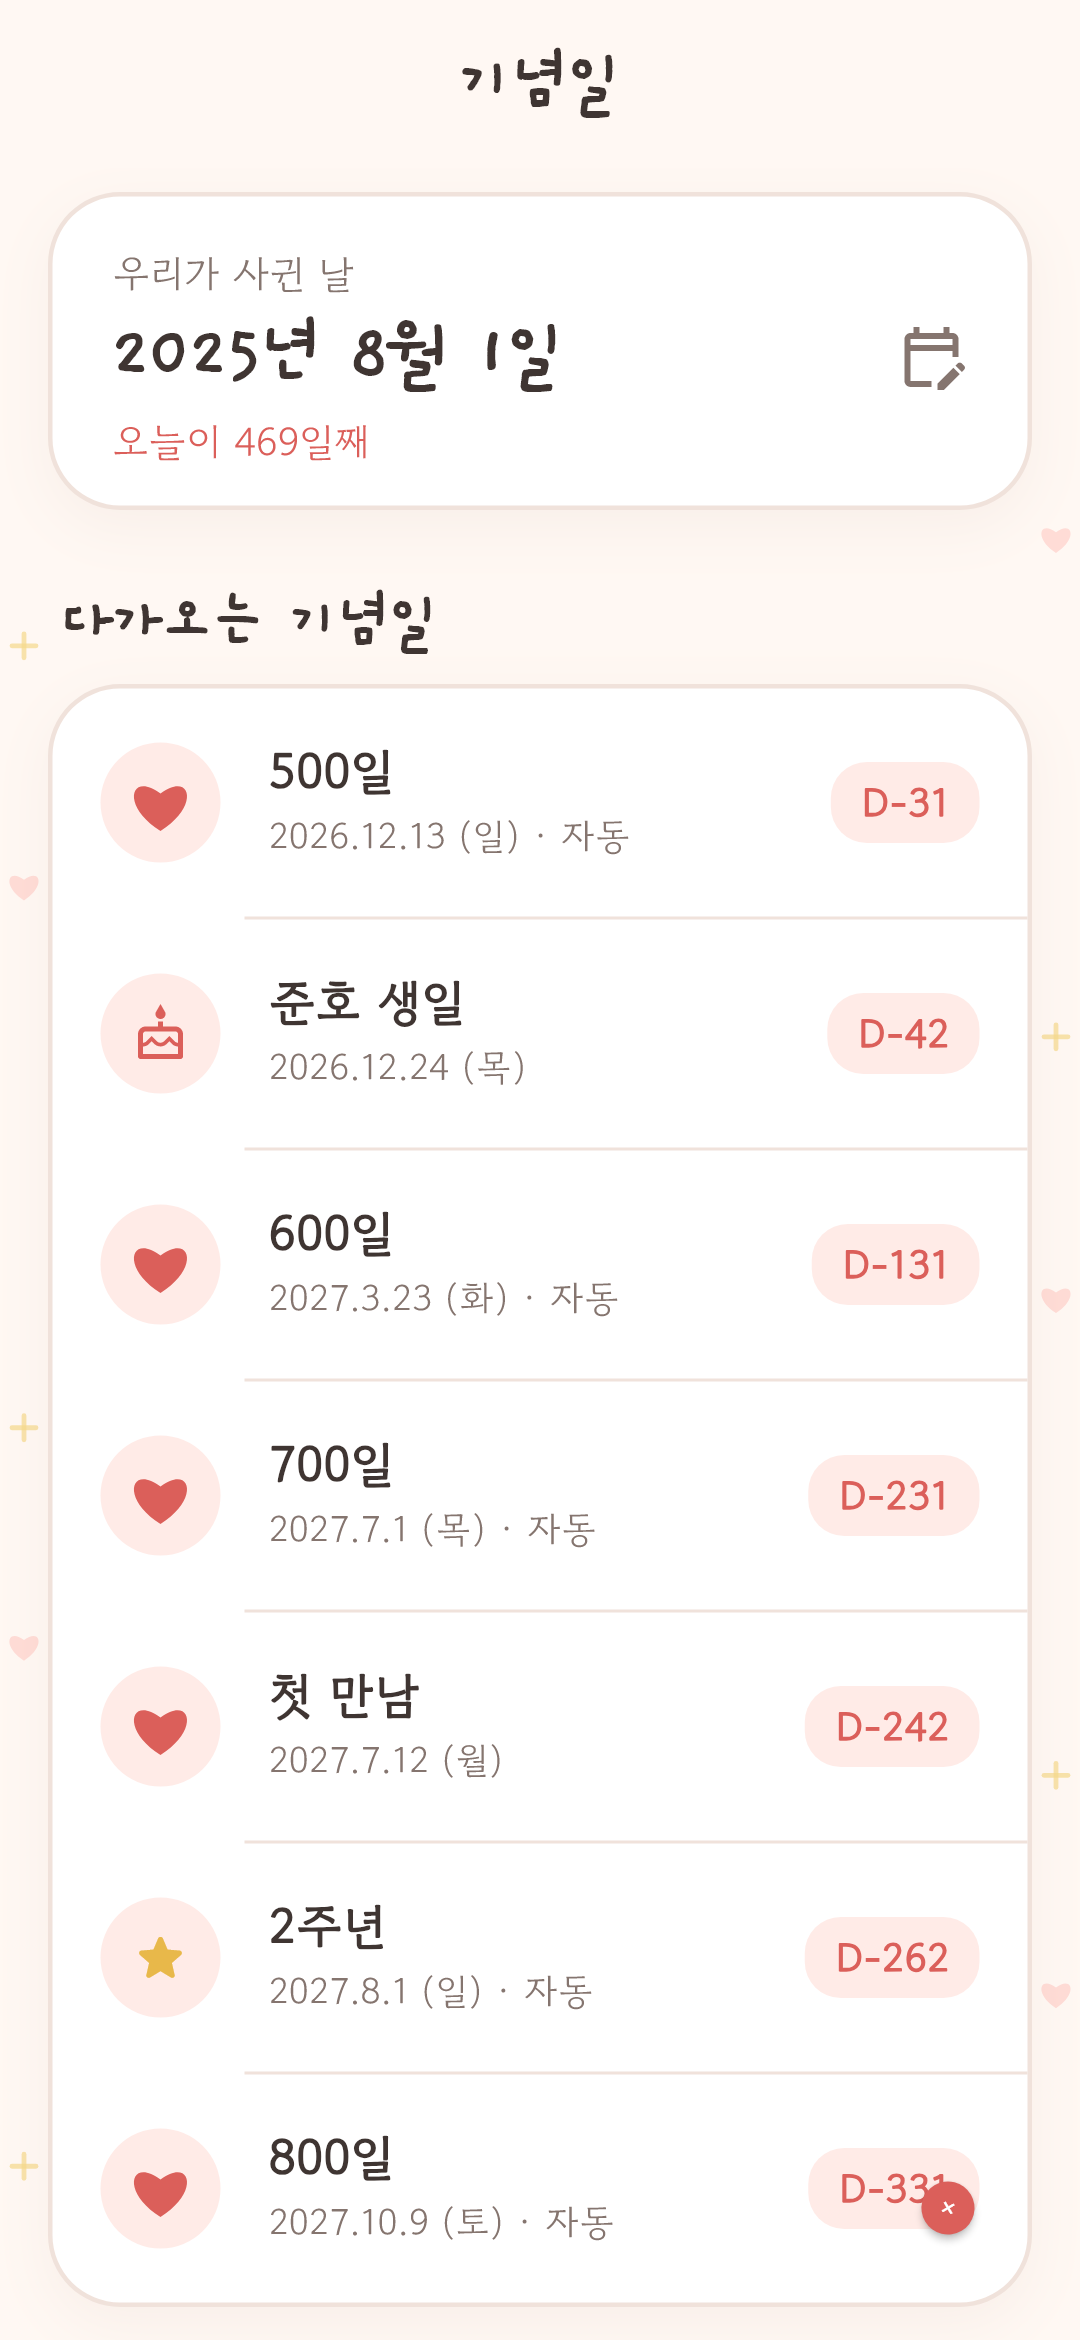 기념일
우리가 사귄 날
2025년 8월 1일
오늘이 469일째
다가오는 기념일
500일
2026.12.13 (일) · 자동
D-31
준호 생일
2026.12.24 (목)
D-42
600일
2027.3.23 (화) · 자동
D-131
700일
2027.7.1 (목) · 자동
D-231
첫 만남
2027.7.12 (월)
D-242
2주년
2027.8.1 (일) · 자동
D-262
800일
2027.10.9 (토) · 자동
D-331